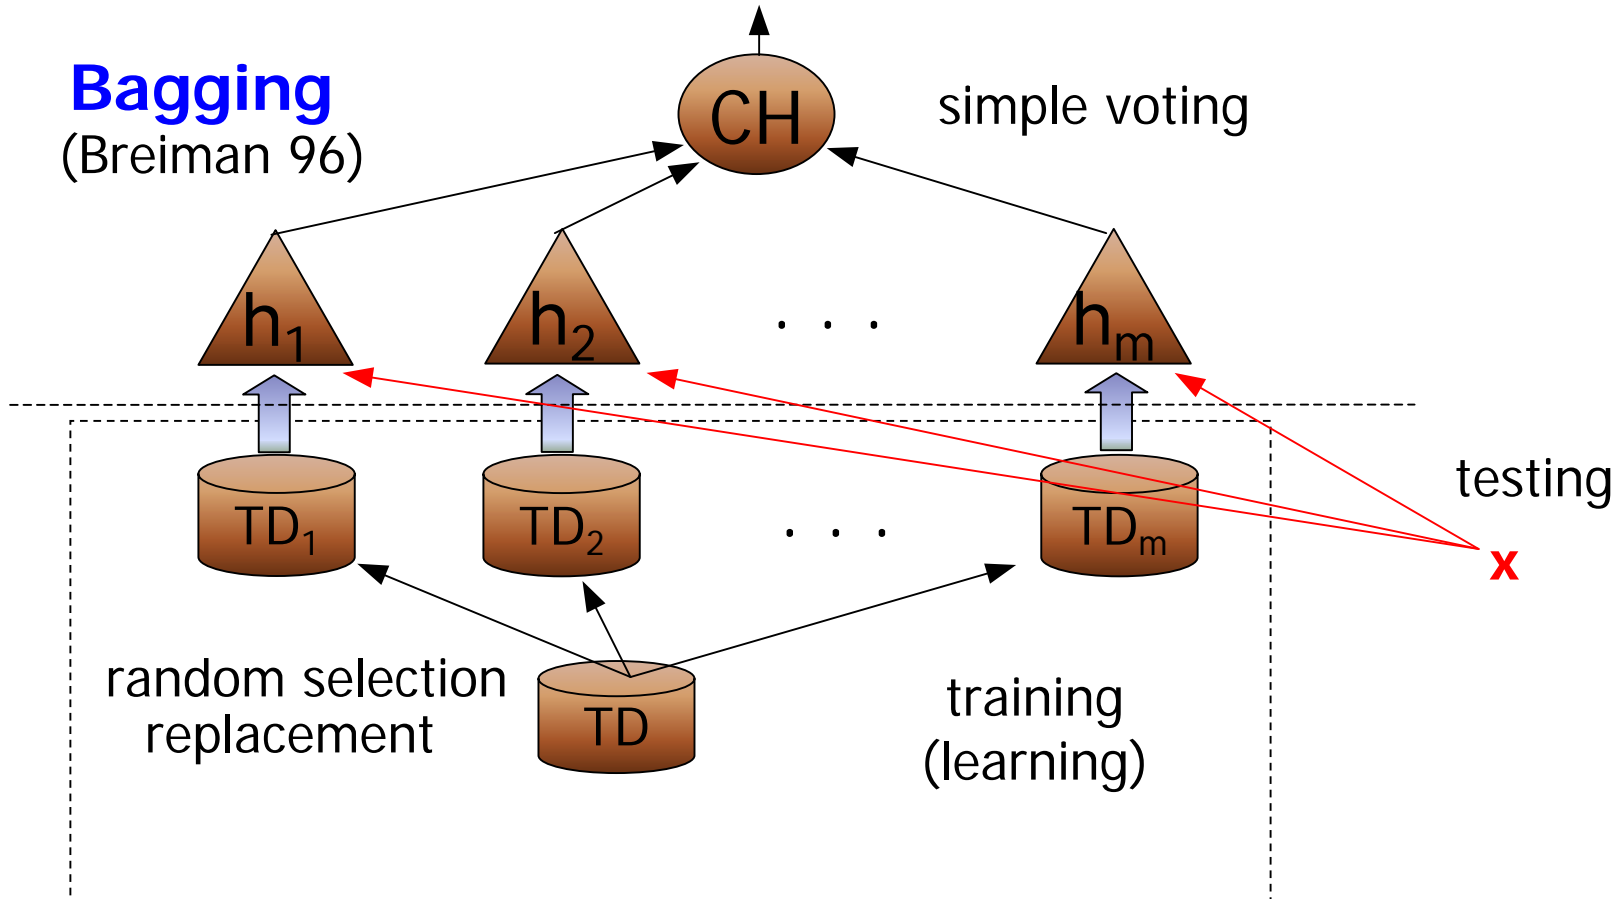 Bagging
(Breiman 96)
CH
simple voting
h1
h2
. . .
hm
TD1
TD2
. . .
TDm
testing
x
random selection
replacement
TD
training
(learning)